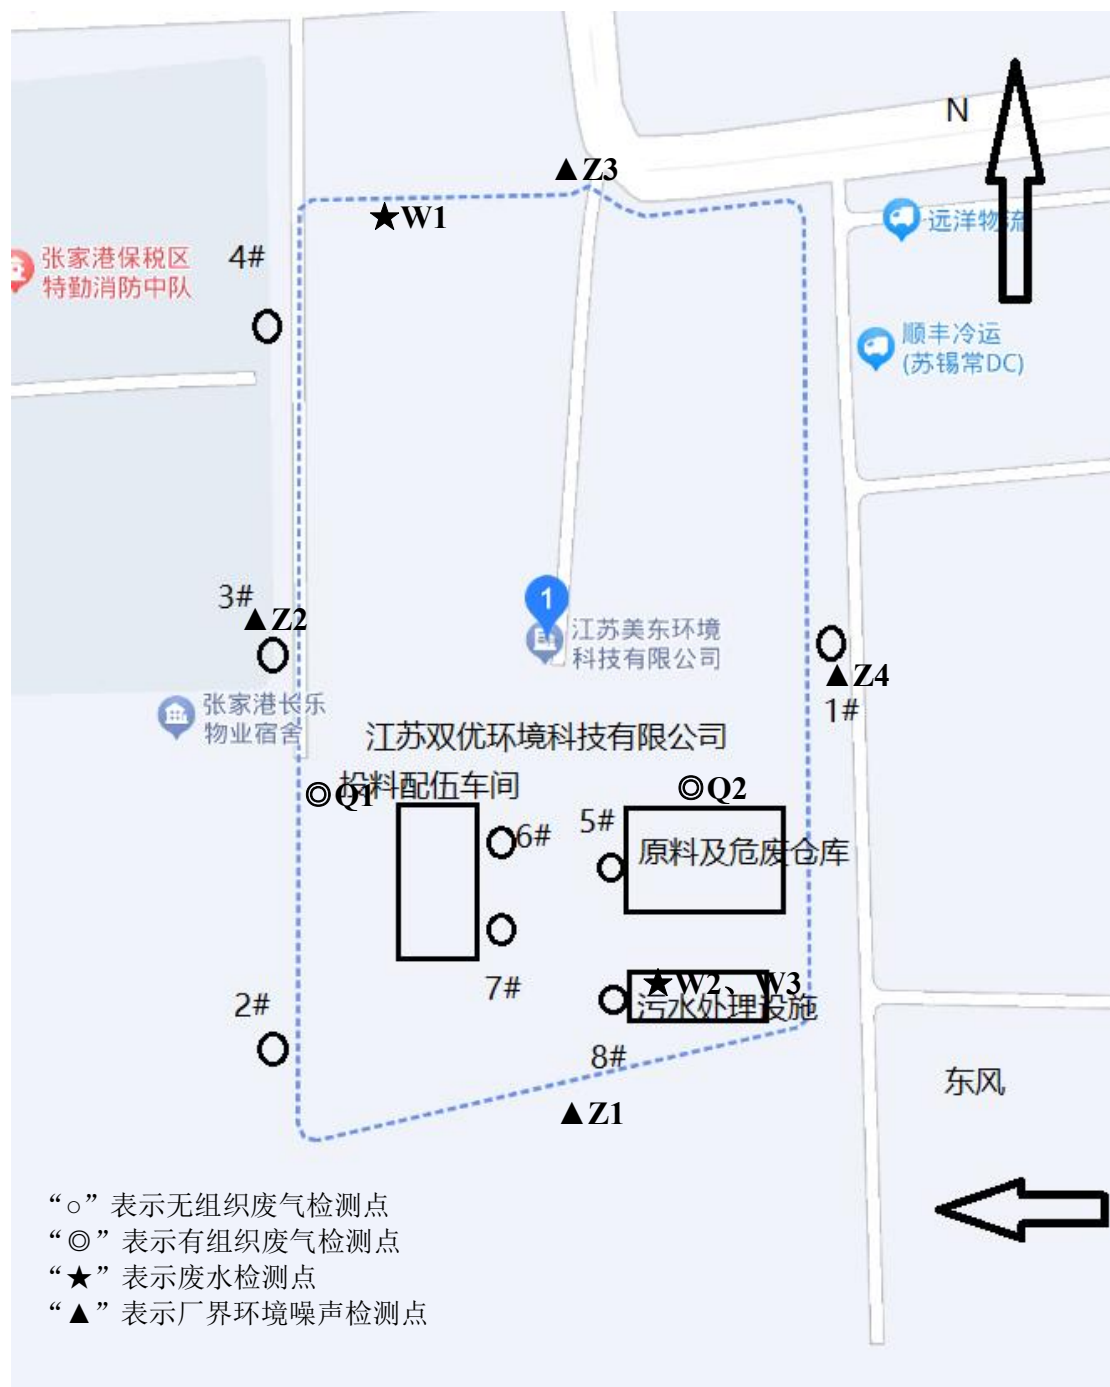 N
▲Z3
★W1
远洋物流
4#
张家港保税区
特勤消防中队
顺丰冷运
(苏锡常DC)
3#
▲Z2
1
江苏美东环境
科技有限公司
▲Z4
1#
张家港长乐
物业宿舍
江苏双优环境科技有限公司
投料配伍车间
◎Q1
◎Q2
6#
5#
原料及危废仓库
7#
★W2、W3
污水处理设施
2#
8#
东风
▲Z1
“○”表示无组织废气检测点
“◎”表示有组织废气检测点
“★”表示废水检测点
“▲”表示厂界环境噪声检测点